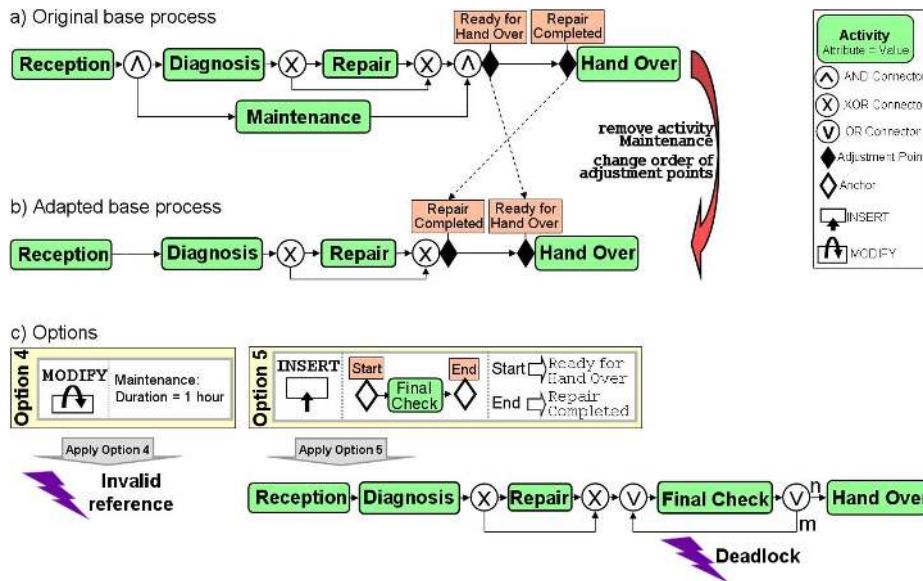 a) Original base process
Ready for
Hand Over
Repair
Completed
Reception
Diagnosis
X
Repair
X
Hand Over
Maintenance
remove activity
Maintenance
change order of
adjustment points
b) Adapted base process
Repair
Completed
Ready for
Hand Over
Reception
Diagnosis
X
Repair
X
Hand Over
Activity
Attribute = Value
AND Connector
X
XOR Connector
V
OR Connector
Adjustment Point
Anchor
INSERT
MODIFY
c) Options
Option 4
MODIFY
Maintenance:
Duration = 1 hour
Apply Option 4
Invalid
reference
Option 5
INSERT
Start
Final
Check
End
Start
Ready for
Hand Over
End
Repair
Completed
Apply Option 5
Reception
Diagnosis
X
Repair
X
V
Final Check
V
n
m
Hand Over
Deadlock